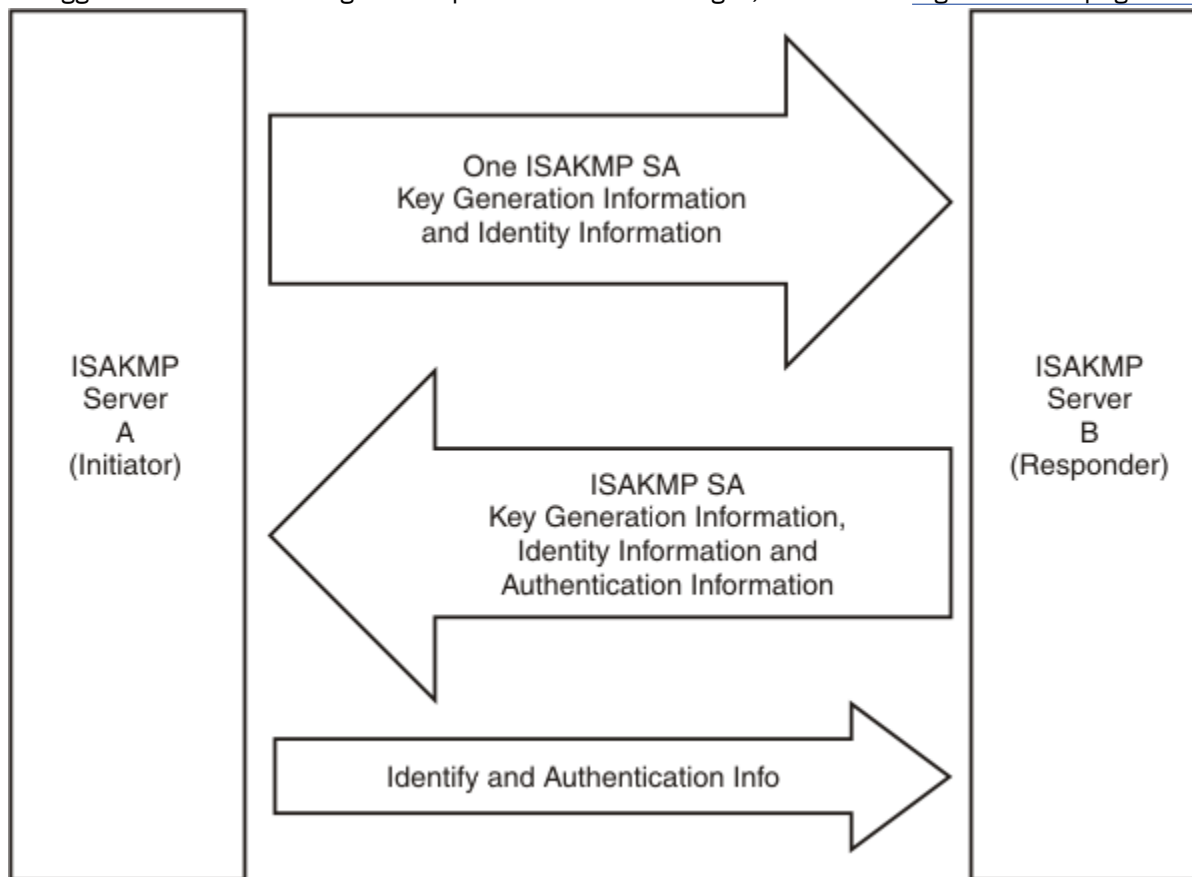 ISAKMP
Server
A
(Initiator)
One ISAKMP SA
Key Generation Information
and Identity Information
ISAKMP SA
Key Generation Information,
Identity Information and
Authentication Information
Identify and Authentication Info
ISAKMP
Server
B
(Responder)